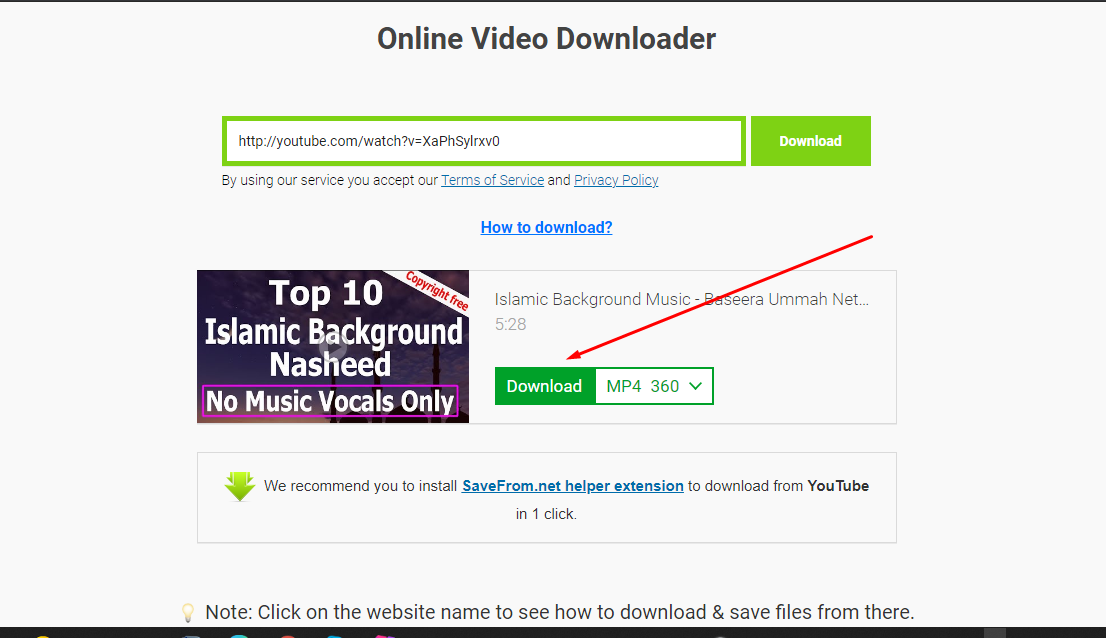 Online Video Downloader
http://youtube.com/watch?v=XaPhSylrxv0
Download
By using our service you accept our Terms of Service and Privacy Policy
How to download?
Copyright free
Top 10
Islamic Background
Nasheed
No Music Vocals Only
Islamic Background Music - Baseera Ummah Net...
5:28
Download MP4 360
We recommend you to install SaveFrom.net helper extension to download from YouTube
in 1 click.
Note: Click on the website name to see how to download & save files from there.